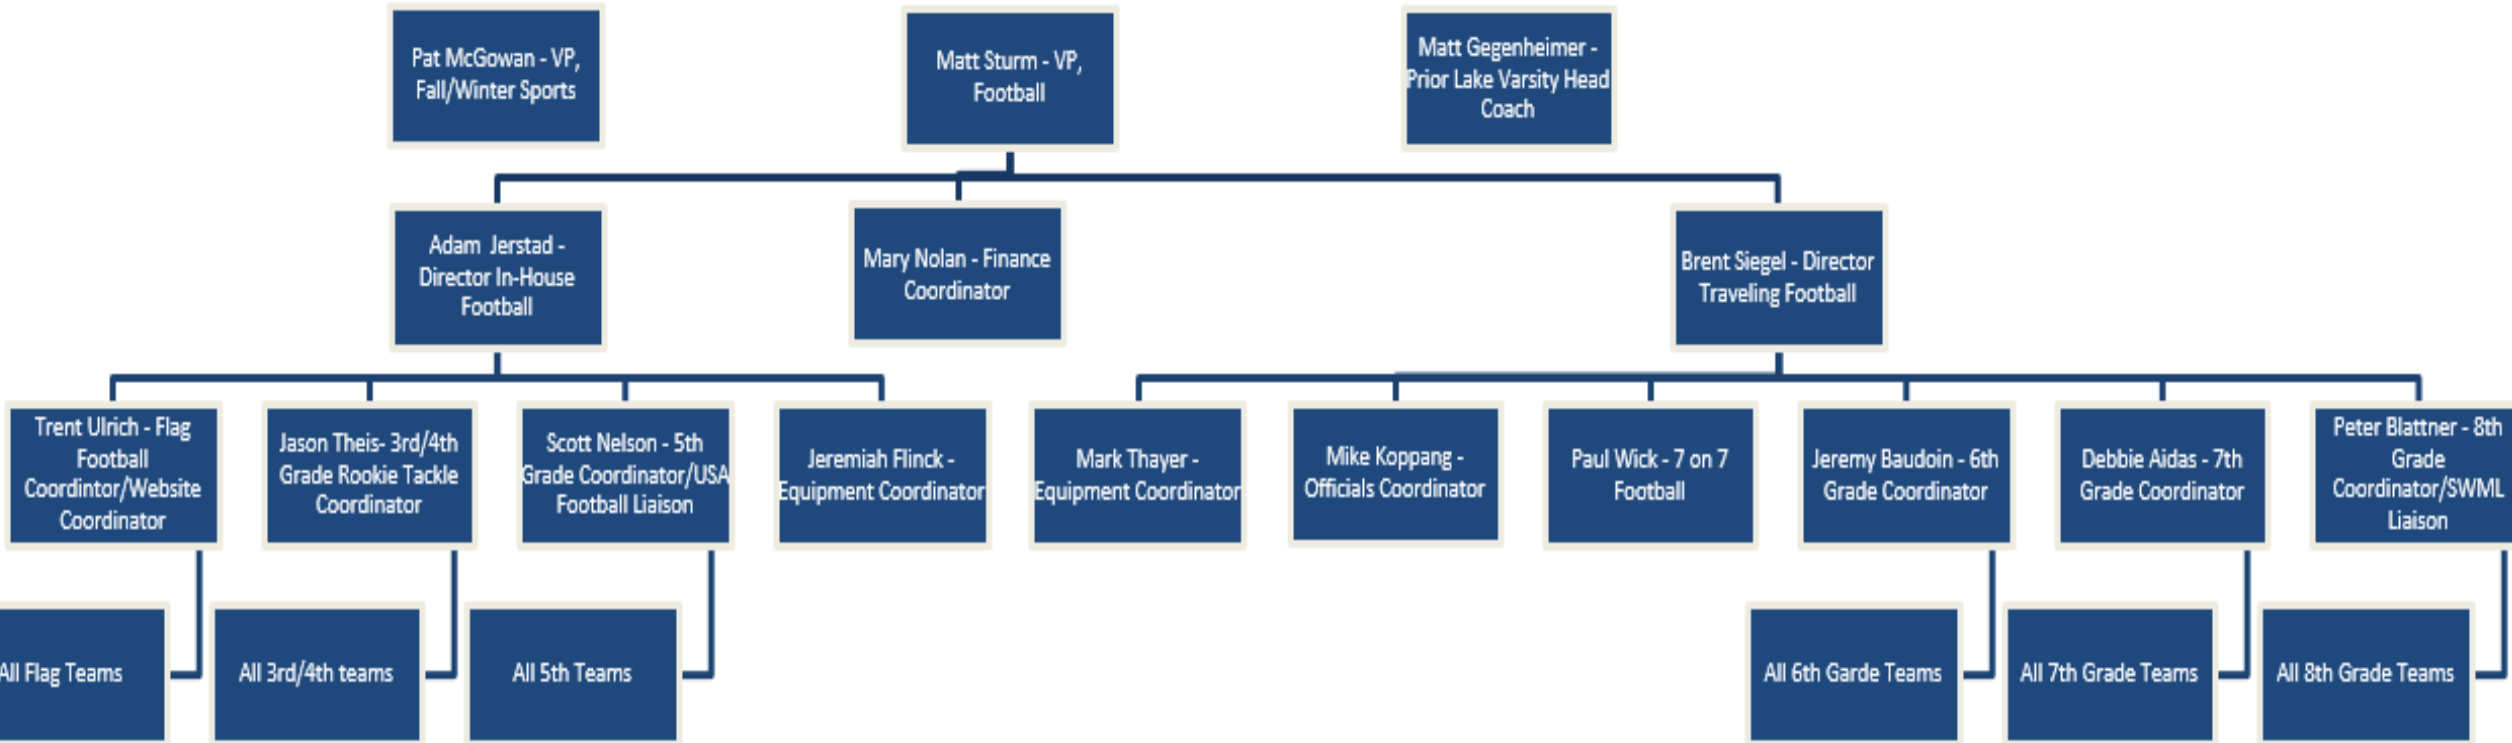 Pat McGowan - VP,
Fall/Winter Sports
Matt Sturm - VP,
Football
Matt Gegenheimer -
Prior Lake Varsity Head
Coach
Adam Jerstad -
Director In-House
Football
Mary Nolan - Finance
Coordinator
Brent Siegel - Director
Traveling Football
Trent Ulrich - Flag
Football
Coordintor/Website
Coordinator
Jason Theis- 3rd/4th
Grade Rookie Tackle
Coordinator
Scott Nelson - 5th
Grade Coordinator/USA
Football Liaison
Jeremiah Flinck -
Equipment Coordinator
Mark Thayer -
Equipment Coordinator
Mike Koppang -
Officials Coordinator
Paul Wick - 7 on 7
Football
Jeremy Baudoin - 6th
Grade Coordinator
Debbie Aidas - 7th
Grade Coordinator
Peter Blattner - 8th
Grade
Coordinator/SWML
Liaison
All Flag Teams
All 3rd/4th teams
All 5th Teams
All 6th Garde Teams
All 7th Grade Teams
All 8th Grade Teams